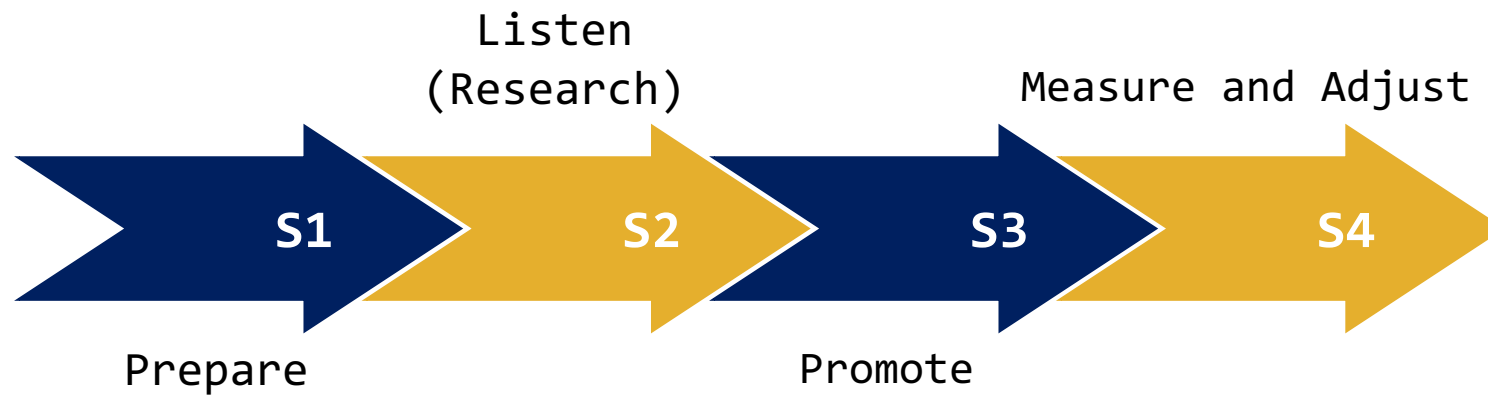 Listen
(Research)
Measure and Adjust
S1
S2
S3
S4
Prepare
Promote